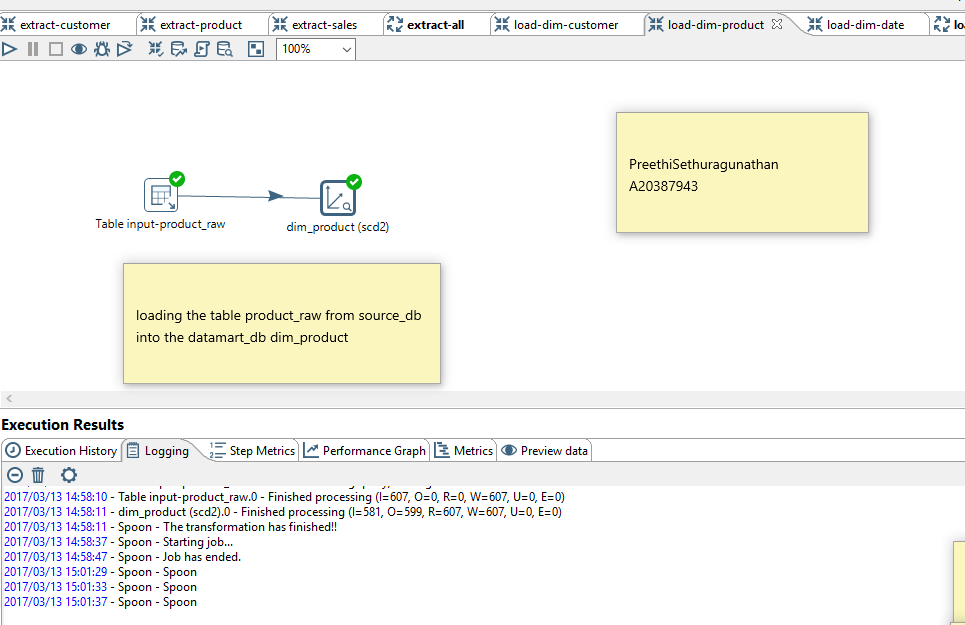 extract-customer
extract-product
extract-sales
extract-all
load-dim-customer
load-dim-product
load-dim-date
100%
PreethiSethuragunathan
A20387943
Table input-product_raw
dim_product (scd2)
loading the table product_raw from source_db
into the datamart_db dim_product
Execution Results
Execution History
Logging
Step Metrics
Performance Graph
Metrics
Preview data
2017/03/13 14:58:10 - Table input-product_raw.0 - Finished processing (I=607, O=0, R=0, W=607, U=0, E=0)
2017/03/13 14:58:11 - dim_product (scd2).0 - Finished processing (I=581, O=599, R=607, W=607, U=0, E=0)
2017/03/13 14:58:11 - Spoon - The transformation has finished!!
2017/03/13 14:58:37 - Spoon - Starting job...
2017/03/13 14:58:47 - Spoon - Job has ended.
2017/03/13 15:01:29 - Spoon - Spoon
2017/03/13 15:01:33 - Spoon - Spoon
2017/03/13 15:01:37 - Spoon - Spoon